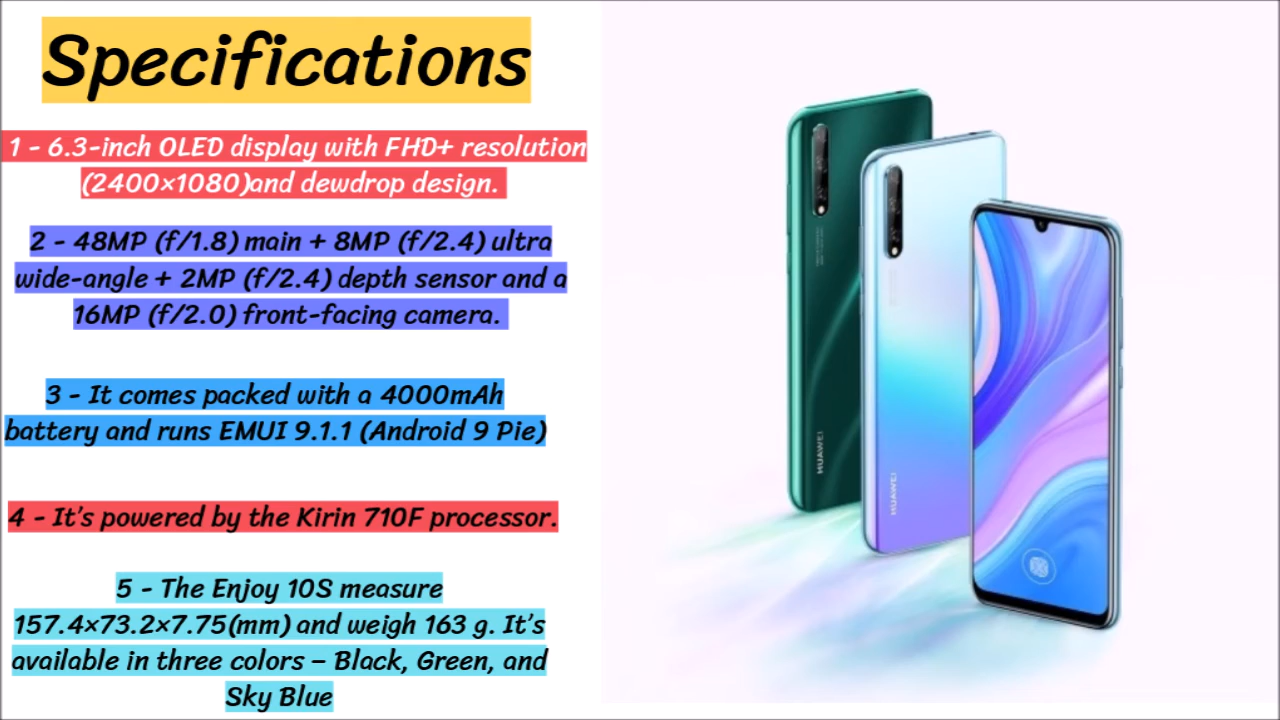 Specifications
1 - 6.3-inch OLED display with FHD+ resolution
(2400×1080)and dewdrop design.
2 - 48MP (f/1.8) main + 8MP (f/2.4) ultra
wide-angle + 2MP (f/2.4) depth sensor and a
16MP (f/2.0) front-facing camera.
3 - It comes packed with a 4000mAh
battery and runs EMUI 9.1.1 (Android 9 Pie)
4 - It's powered by the Kirin 710F processor.
5 - The Enjoy 10S measure
157.4×73.2×7.75(mm) and weigh 163 g. It's
available in three colors – Black, Green, and
Sky Blue
HUAWEI
HUAWEI